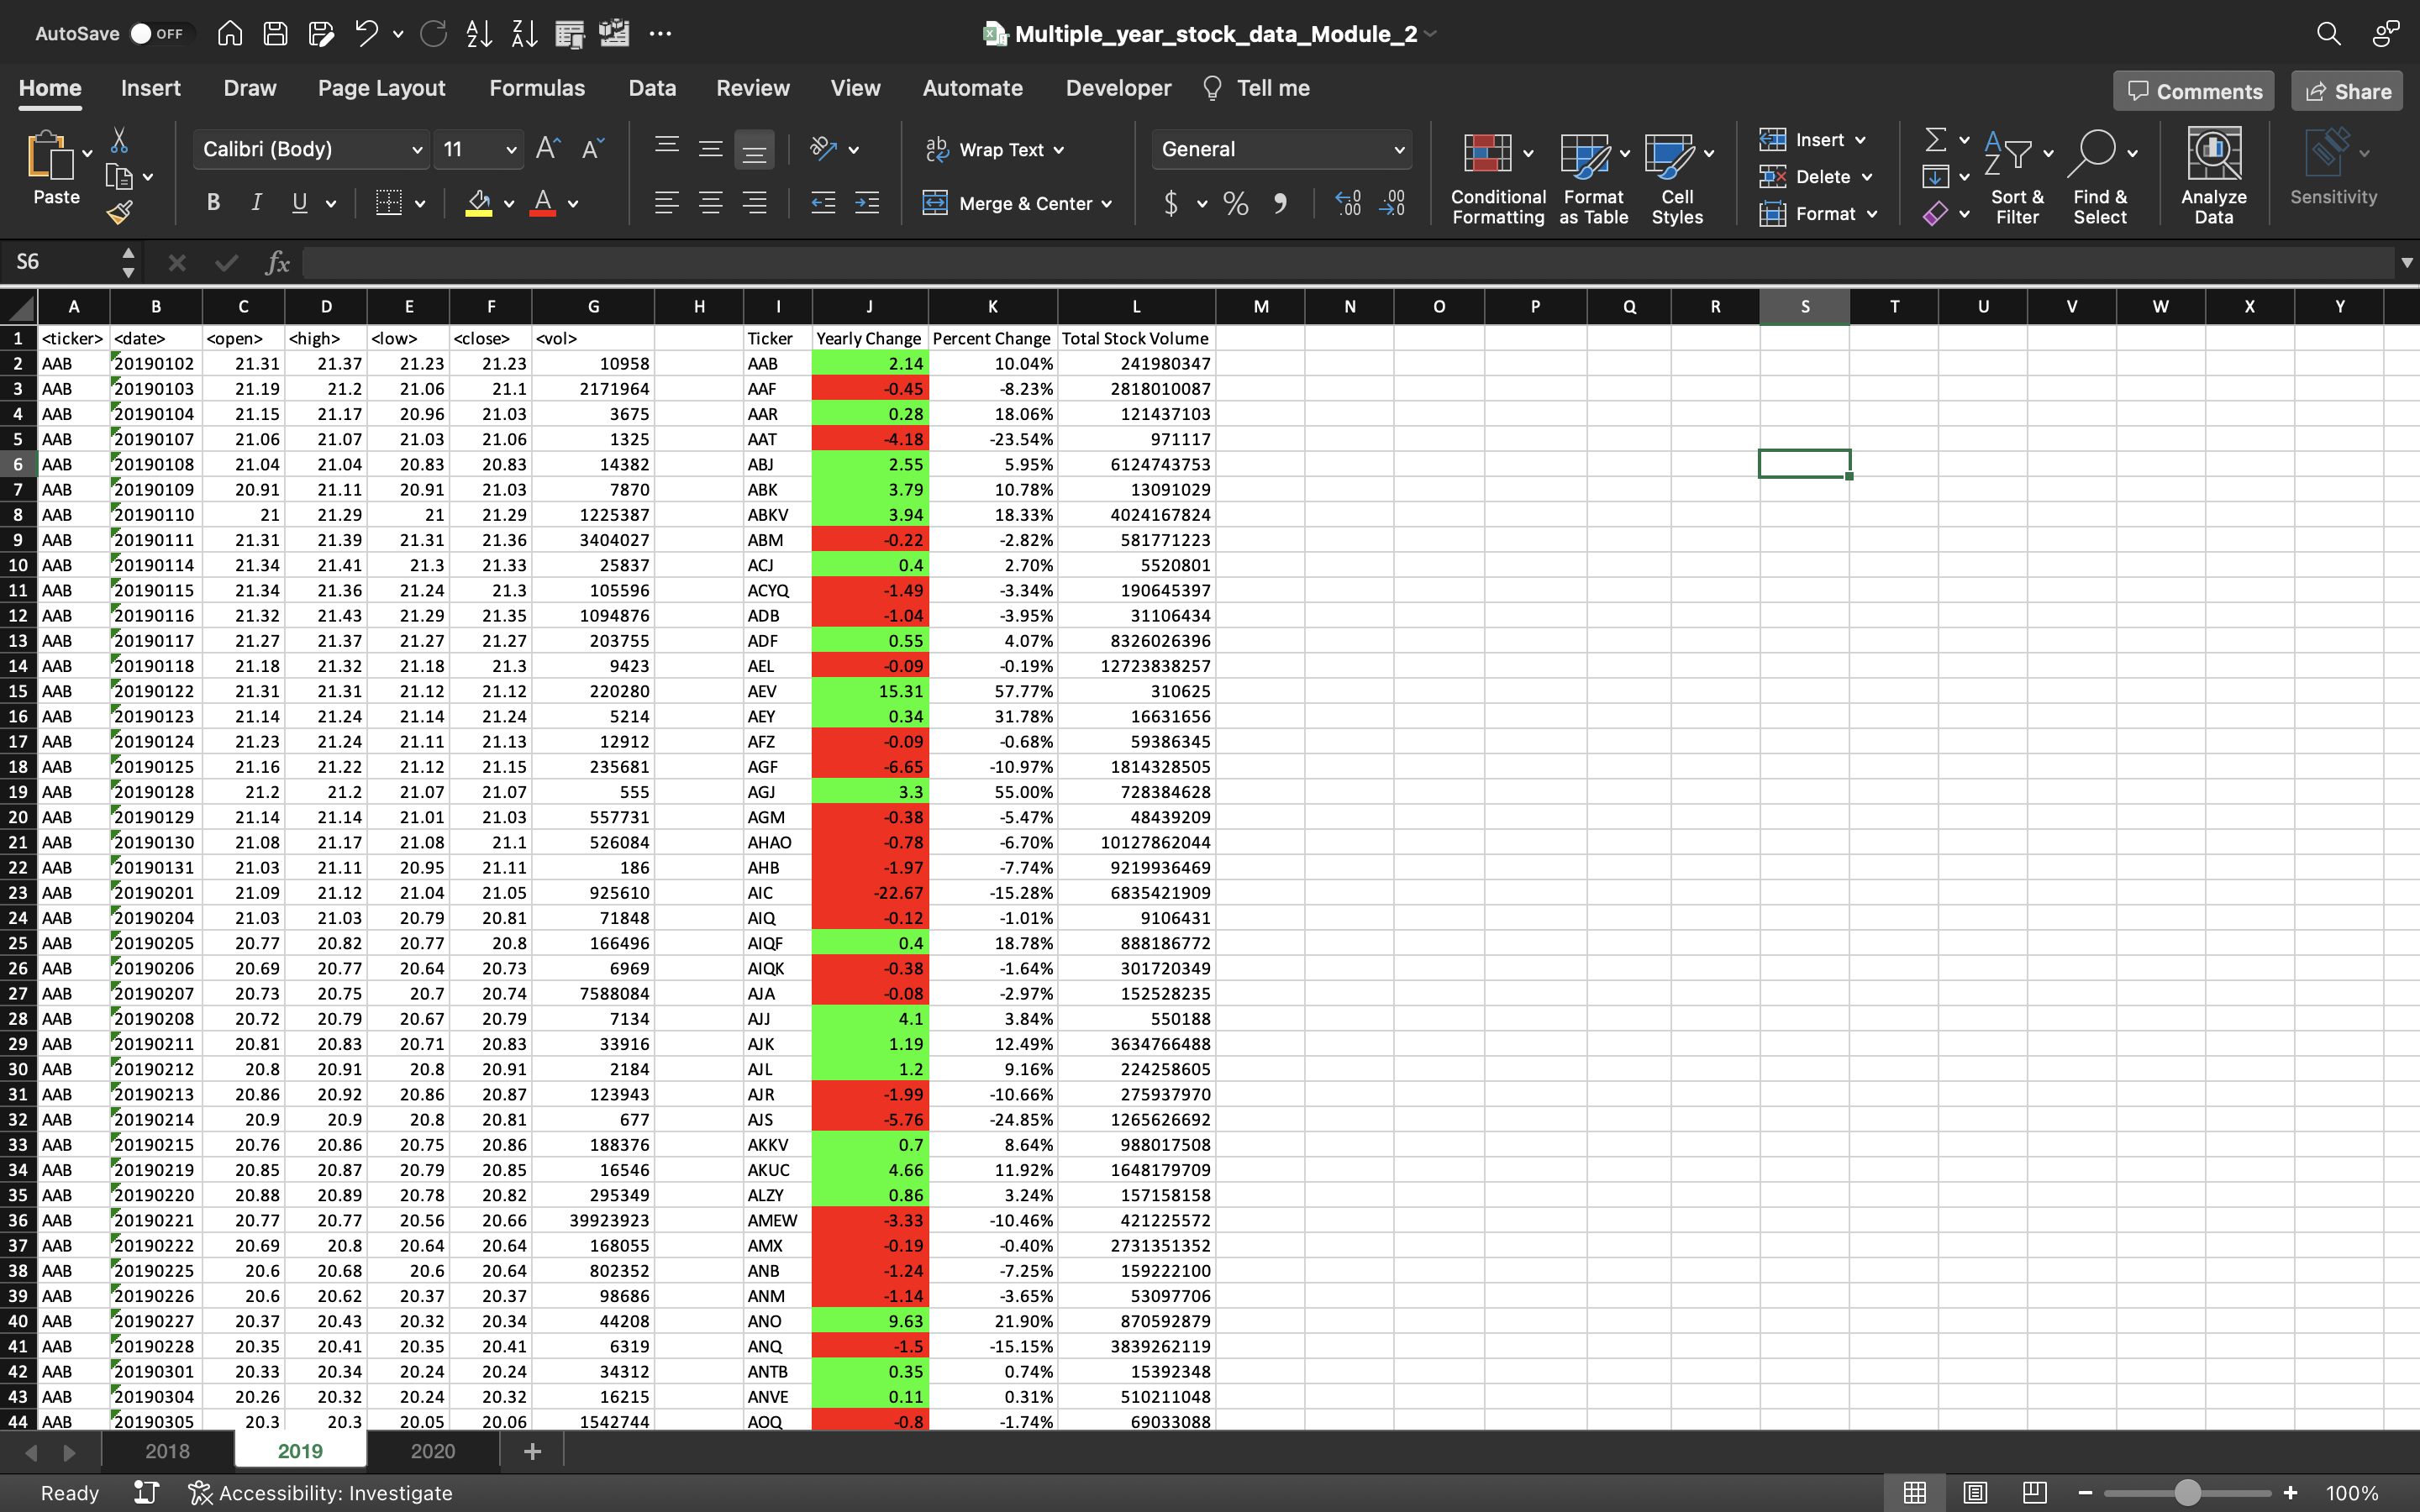 AutoSave OFF Multiple_year_stock_data_Module_2
Home Insert Draw Page Layout Formulas Data Review View Automate Developer Tell me Comments Share
Paste Calibri (Body) 11 Wrap Text General Insert
B I U Merge & Center $ % Conditional Formatting Format as Table Cell Styles Delete Format Sort & Filter Find & Select Analyze Data Sensitivity
S6 fx
A B C D E F G H I J K L M N O P Q R S T U V W X Y
1 <ticker> <date> <open> <high> <low> <close> <vol> Ticker Yearly Change Percent Change Total Stock Volume
2 AAB 20190102 21.31 21.37 21.23 21.23 10958 AAB 2.14 10.04% 241980347
3 AAB 20190103 21.19 21.2 21.06 21.1 2171964 AAF -0.45 -8.23% 2818010087
4 AAB 20190104 21.15 21.17 20.96 21.03 3675 AAR 0.28 18.06% 121437103
5 AAB 20190107 21.06 21.07 21.03 21.06 1325 AAT -4.18 -23.54% 971117
6 AAB 20190108 21.04 21.04 20.83 20.83 14382 ABJ 2.55 5.95% 6124743753
7 AAB 20190109 20.91 21.11 20.91 21.03 7870 ABK 3.79 10.78% 13091029
8 AAB 20190110 21 21.29 21 21.29 1225387 ABKV 3.94 18.33% 4024167824
9 AAB 20190111 21.31 21.39 21.31 21.36 3404027 ABM -0.22 -2.82% 581771223
10 AAB 20190114 21.34 21.41 21.3 21.33 25837 ACJ 0.4 2.70% 5520801
11 AAB 20190115 21.34 21.36 21.24 21.3 105596 ACYQ -1.49 -3.34% 190645397
12 AAB 20190116 21.32 21.43 21.29 21.35 1094876 ADB -1.04 -3.95% 31106434
13 AAB 20190117 21.27 21.37 21.27 21.27 203755 ADF 0.55 4.07% 8326026396
14 AAB 20190118 21.18 21.32 21.18 21.3 9423 AEL -0.09 -0.19% 12723838257
15 AAB 20190122 21.31 21.31 21.12 21.12 220280 AEV 15.31 57.77% 310625
16 AAB 20190123 21.14 21.24 21.14 21.24 5214 AEY 0.34 31.78% 16631656
17 AAB 20190124 21.23 21.24 21.11 21.13 12912 AFZ -0.09 -0.68% 59386345
18 AAB 20190125 21.16 21.22 21.12 21.15 235681 AGF -6.65 -10.97% 1814328505
19 AAB 20190128 21.2 21.2 21.07 21.07 555 AGJ 3.3 55.00% 728384628
20 AAB 20190129 21.14 21.14 21.01 21.03 557731 AGM -0.38 -5.47% 48439209
21 AAB 20190130 21.08 21.17 21.08 21.1 526084 AHAO -0.78 -6.70% 10127862044
22 AAB 20190131 21.03 21.11 20.95 21.11 186 AHB -1.97 -7.74% 9219936469
23 AAB 20190201 21.09 21.12 21.04 21.05 925610 AIC -22.67 -15.28% 6835421909
24 AAB 20190204 21.03 21.03 20.79 20.81 71848 AIQ -0.12 -1.01% 9106431
25 AAB 20190205 20.77 20.82 20.77 20.8 166496 AIQF 0.4 18.78% 888186772
26 AAB 20190206 20.69 20.77 20.64 20.73 6969 AIQK -0.38 -1.64% 301720349
27 AAB 20190207 20.73 20.75 20.7 20.74 7588084 AJA -0.08 -2.97% 152528235
28 AAB 20190208 20.72 20.79 20.67 20.79 7134 AJJ 4.1 3.84% 550188
29 AAB 20190211 20.81 20.83 20.71 20.83 33916 AJK 1.19 12.49% 3634766488
30 AAB 20190212 20.8 20.91 20.8 20.91 2184 AJL 1.2 9.16% 224258605
31 AAB 20190213 20.86 20.92 20.86 20.87 123943 AJR -1.99 -10.66% 275937970
32 AAB 20190214 20.9 20.9 20.8 20.81 677 AJS -5.76 -24.85% 1265626692
33 AAB 20190215 20.76 20.86 20.75 20.86 188376 AKKV 0.7 8.64% 988017508
34 AAB 20190219 20.85 20.87 20.79 20.85 16546 AKUC 4.66 11.92% 1648179709
35 AAB 20190220 20.88 20.89 20.78 20.82 295349 ALZY 0.86 3.24% 157158158
36 AAB 20190221 20.77 20.77 20.56 20.66 39923923 AMEW -3.33 -10.46% 421225572
37 AAB 20190222 20.69 20.8 20.64 20.64 168055 AMX -0.19 -0.40% 2731351352
38 AAB 20190225 20.6 20.68 20.6 20.64 802352 ANB -1.24 -7.25% 159222100
39 AAB 20190226 20.6 20.62 20.37 20.37 98686 ANM -1.14 -3.65% 53097706
40 AAB 20190227 20.37 20.43 20.32 20.34 44208 ANO 9.63 21.90% 870592879
41 AAB 20190228 20.35 20.41 20.35 20.41 6319 ANQ -1.5 -15.15% 3839262119
42 AAB 20190301 20.33 20.34 20.24 20.24 34312 ANTB 0.35 0.74% 15392348
43 AAB 20190304 20.26 20.32 20.24 20.32 16215 ANVE 0.11 0.31% 510211048
44 AAB 20190305 20.3 20.3 20.05 20.06 1542744 AOQ -0.8 -1.74% 69033088
2018 2019 2020
Ready Accessibility: Investigate 100%